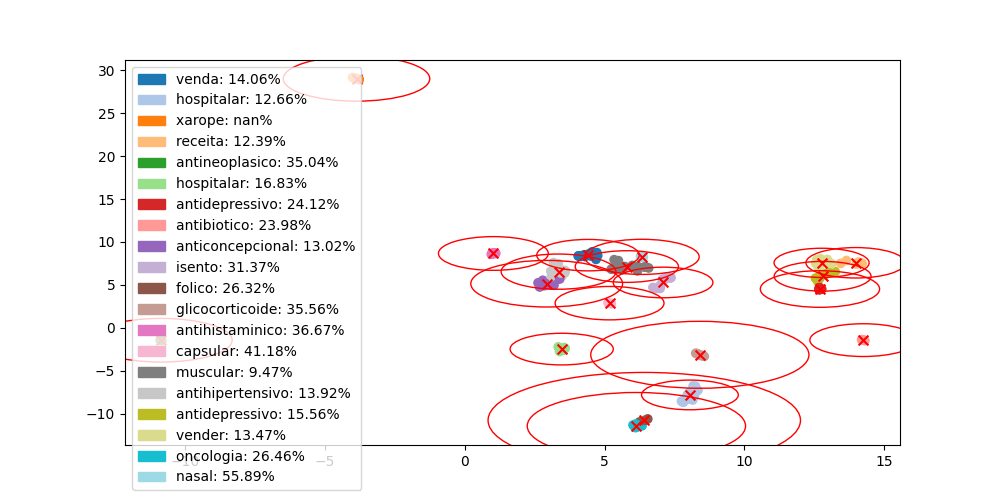 30
25
20
15
10
5
0
−5
−10
venda: 14.06%
hospitalar: 12.66%
xarope: nan%
receita: 12.39%
antineoplasico: 35.04%
hospitalar: 16.83%
antidepressivo: 24.12%
antibiotico: 23.98%
anticoncepcional: 13.02%
isento: 31.37%
folico: 26.32%
glicocorticoide: 35.56%
antihistaminico: 36.67%
capsular: 41.18%
muscular: 9.47%
antihipertensivo: 13.92%
antidepressivo: 15.56%
vender: 13.47%
oncologia: 26.46%
nasal: 55.89%
−10 −5 0 5 10 15